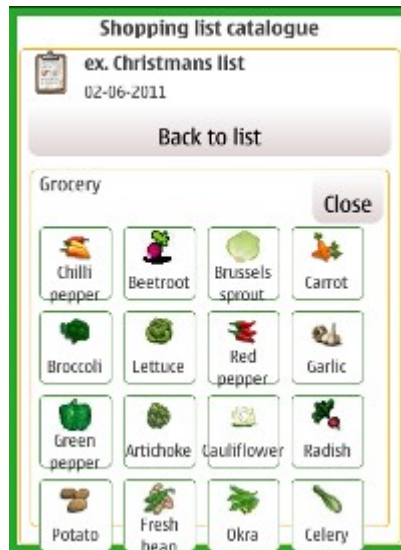 Shopping list catalogue
ex. Christmans list
02-06-2011
Back to list
Grocery
Close
Chilli
pepper
Beetroot
Brussels
sprout
Carrot
Broccoli
Lettuce
Red
pepper
Garlic
Green
pepper
Artichoke
Cauliflower
Radish
Potato
Fresh
bean
Okra
Celery